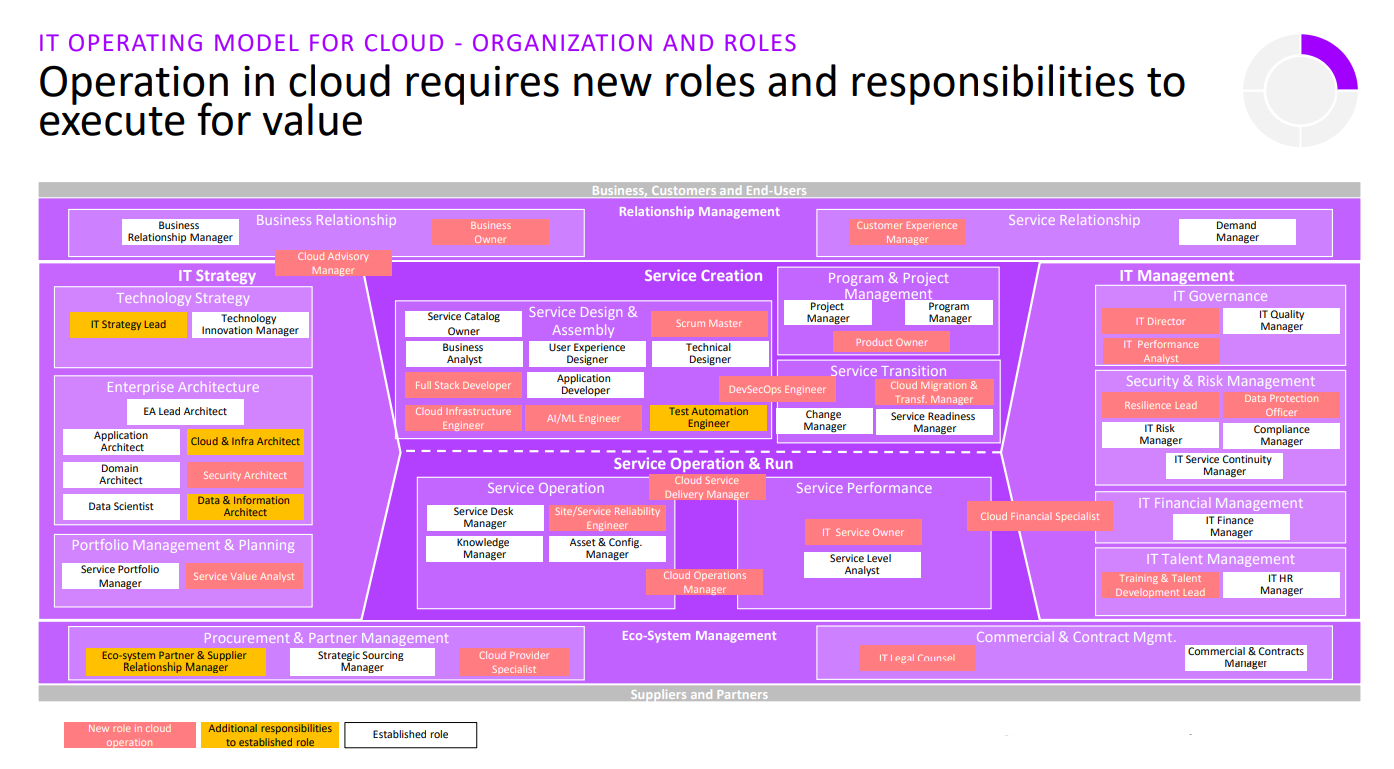 IT OPERATING MODEL FOR CLOUD - ORGANIZATION AND ROLES
Operation in cloud requires new roles and responsibilities to
execute for value
Business, Customers and End-Users
Relationship Management
Business Relationship
Business
Relationship Manager
Business
Owner
Cloud Advisory
Manager
Service Relationship
Customer Experience
Manager
Demand
Manager
IT Strategy
Technology Strategy
IT Strategy Lead
Technology
Innovation Manager
Enterprise Architecture
EA Lead Architect
Application
Architect
Cloud & Infra Architect
Domain
Architect
Security Architect
Data Scientist
Data & Information
Architect
Portfolio Management & Planning
Service Portfolio
Manager
Service Value Analyst
Service Creation
Service Design &
Assembly
Service Catalog
Owner
Scrum Master
Business
Analyst
User Experience
Designer
Technical
Designer
Full Stack Developer
Application
Developer
DevSecOps Engineer
Cloud Infrastructure
Engineer
AI/ML Engineer
Test Automation
Engineer
Program & Project
Management
Project
Manager
Program
Manager
Product Owner
Service Transition
Cloud Migration &
Transf. Manager
Change
Manager
Service Readiness
Manager
Service Operation & Run
Service Operation
Cloud Service
Delivery Manager
Service Desk
Manager
Site/Service Reliability
Engineer
Knowledge
Manager
Asset & Config.
Manager
Cloud Operations
Manager
Service Performance
IT Service Owner
Service Level
Analyst
IT Management
IT Governance
IT Director
IT Quality
Manager
IT Performance
Analyst
Security & Risk Management
Resilience Lead
Data Protection
Officer
IT Risk
Manager
Compliance
Manager
IT Service Continuity
Manager
IT Financial Management
Cloud Financial Specialist
IT Finance
Manager
IT Talent Management
Training & Talent
Development Lead
IT HR
Manager
Eco-System Management
Procurement & Partner Management
Eco-system Partner & Supplier
Relationship Manager
Strategic Sourcing
Manager
Cloud Provider
Specialist
Commercial & Contract Mgmt.
IT Legal Counsel
Commercial & Contracts
Manager
Suppliers and Partners
New role in cloud
operation
Additional responsibilities
to established role
Established role